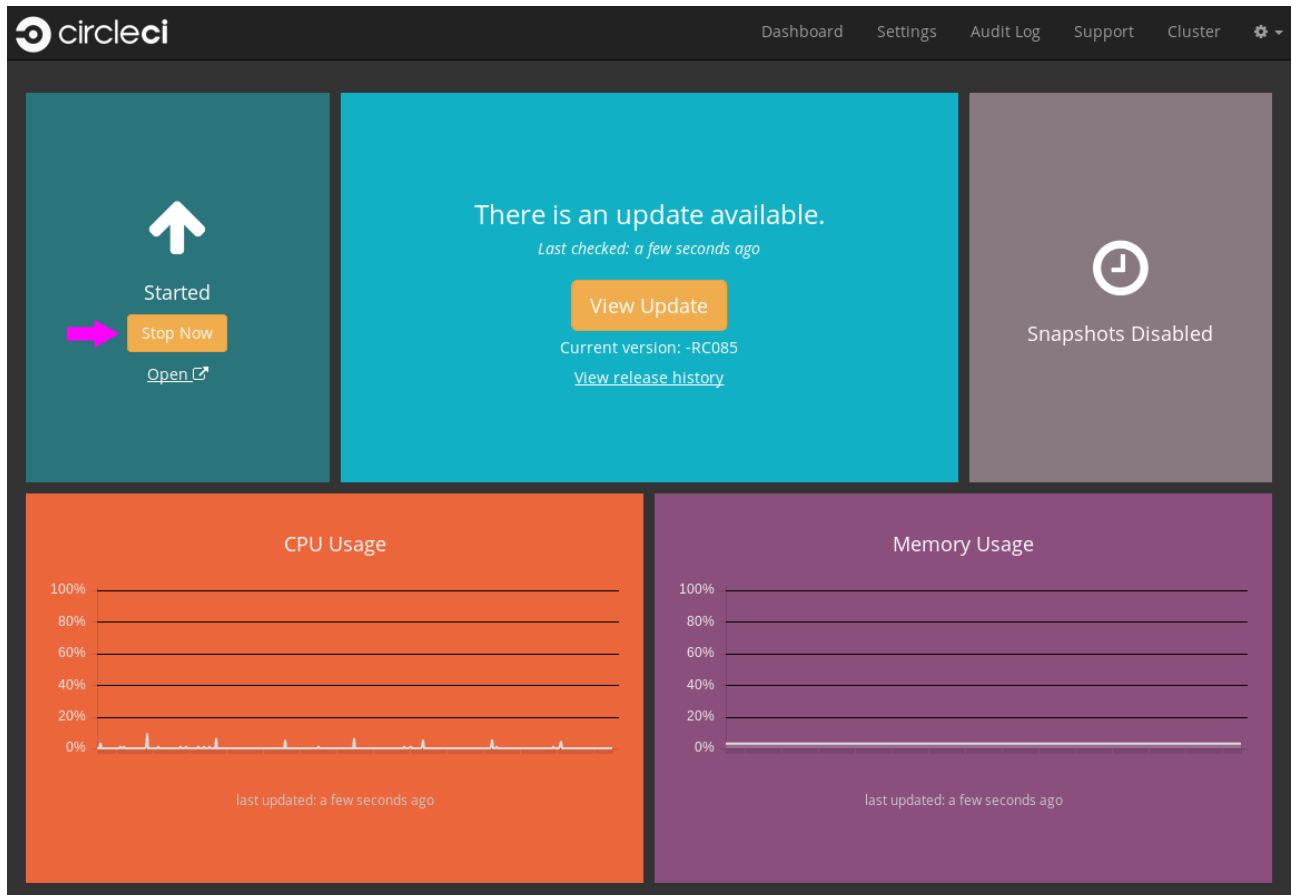 circleci
Dashboard Settings Audit Log Support Cluster
Started
Stop Now
Open
There is an update available.
Last checked: a few seconds ago
View Update
Current version: -RC085
View release history
Snapshots Disabled
CPU Usage
100%
80%
60%
40%
20%
0%
last updated: a few seconds ago
Memory Usage
100%
80%
60%
40%
20%
0%
last updated: a few seconds ago